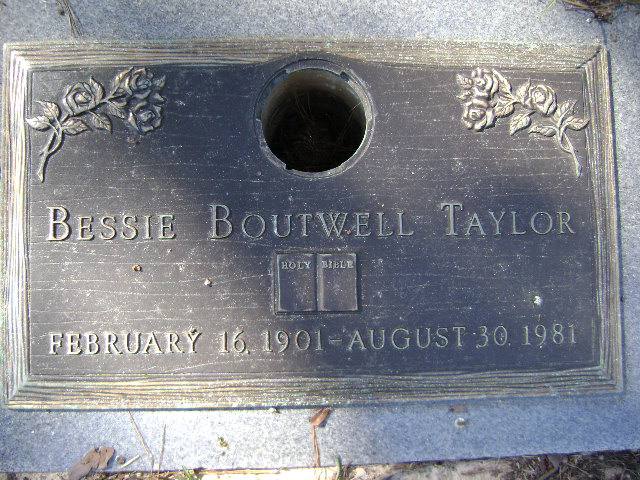 BESSIE BOUTWELL TAYLOR
HOLY BIBLE
FEBRUARY 16, 1901-AUGUST 30, 1981